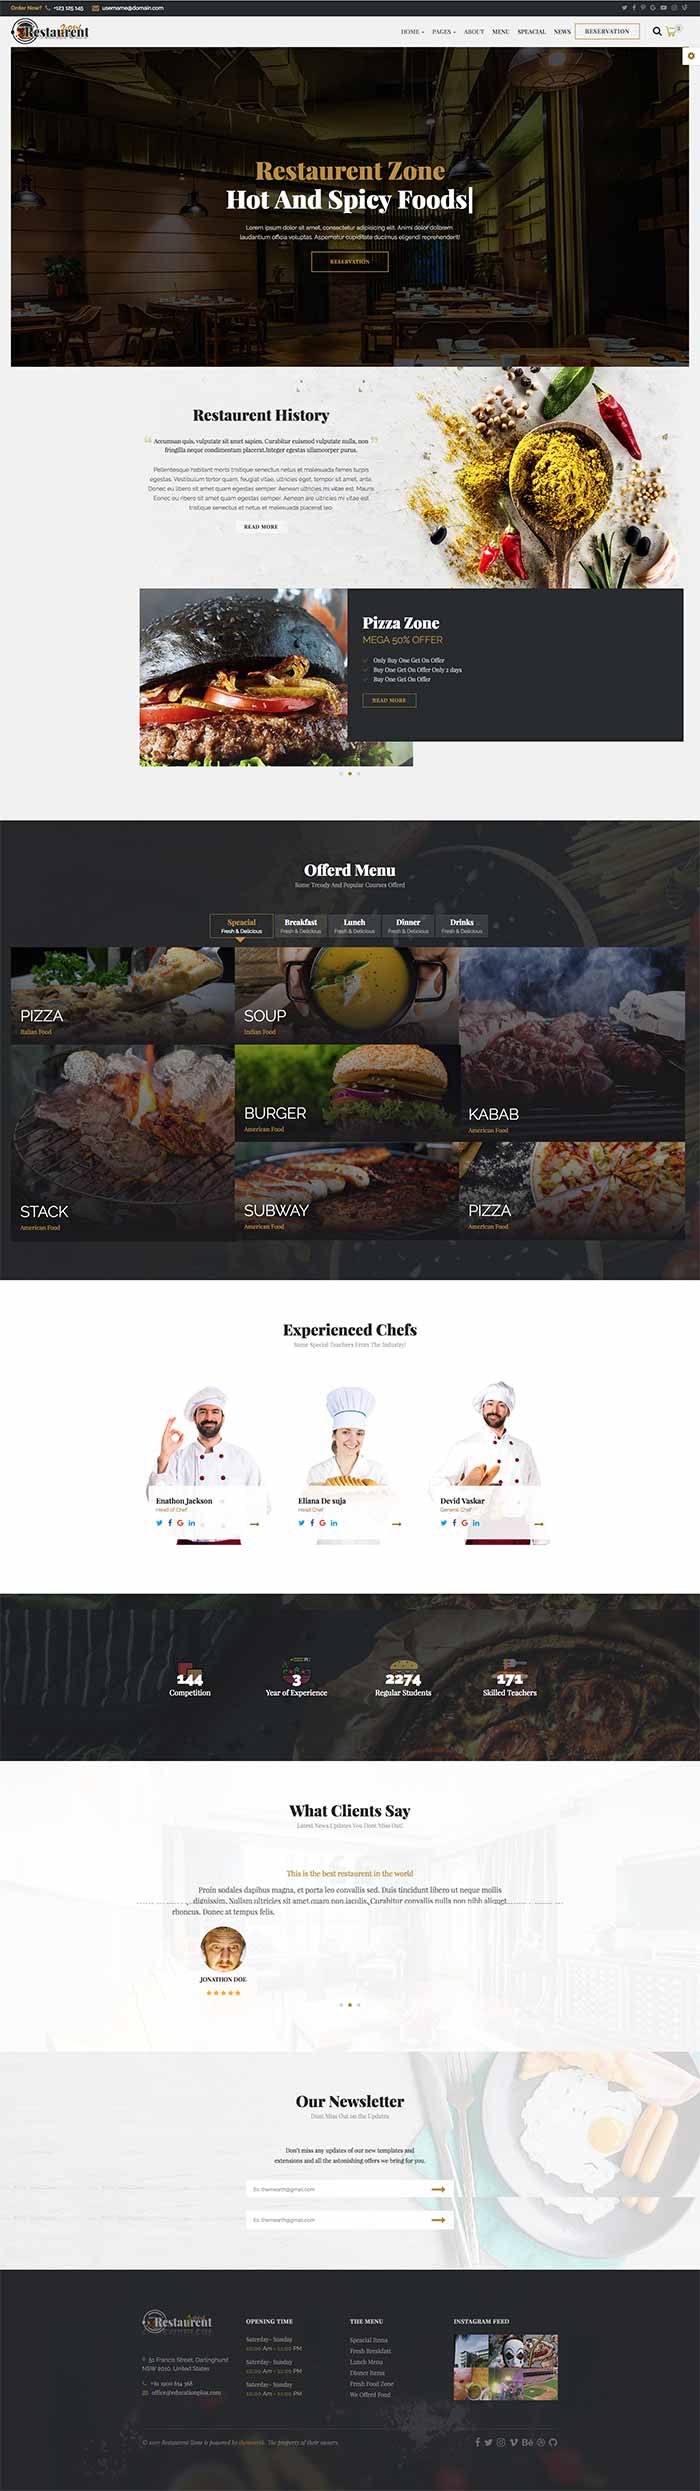 Order Now? +123 125 145 username@domain.com
Restaurent Zone
HOME PAGES ABOUT MENU SPEACIAL NEWS RESERVATION 0
Restaurent Zone
Hot And Spicy Foods|
Lorem ipsum dolor sit amet, consectetur adipisicing elit. Animi dolor dolorem
laudantium officia voluptas. Aspernatur cupiditate ducimus eligendi reprehenderit!
RESERVATION
Restaurent History
Accumsan quis, vulputate sit amet sapien. Curabitur euismod vulputate nulla, non
fringilla neque condimentum placerat.Integer egestas ullamcorper purus.
Pellentesque habitant morbi tristique senectus netus et malesuada fames turpis
egestas. Vestibulum tortor quam, feugiat vitae, ultricies eget, tempor sit amet, ante.
Donec eu libero sit amet quam egestas semper. Aenean ultricies mi vitae est. Mauris
Eonec eu ribero sit amet quam egestas semper. Aenean are ultricies mi vitae est
tristique senectus et netus et malesuada placerat leo.
READ MORE
Pizza Zone
MEGA 50% OFFER
Only Buy One Get On Offer
Buy One Get On Offer Only 2 days
Buy One Get On Offer
READ MORE
Offerd Menu
Some Trendy And Popular Courses Offerd
Speacial Breakfast Lunch Dinner Drinks
Fresh & Delicious Fresh & Delicious Fresh & Delicious Fresh & Delicious Fresh & Delicious
PIZZA
Italian Food
SOUP
Indian Food
BURGER
American Food
KABAB
American Food
STACK
American Food
SUBWAY
American Food
PIZZA
American Food
Experienced Chefs
Some Special Teachers From The Industry!
Enathon Jackson
Head of Chef
Eliana De suja
Head Chef
Devid Vaskar
Generel Chef
144 3 2274 171
Competition Year of Experience Regular Students Skilled Teachers
What Clients Say
Latest News Updates You Dont Miss Out!
This is the best restaurent in the world
Proin sodales dapibus magna, et porta leo convallis sed. Duis tincidunt libero ut neque mollis
dignissim. Nullam ultricies sit amet quam non iaculis. Curabitur convallis nulla non nibh aliquet
rhoncus. Donec at tempus felis.
JONATHON DOE
Our Newsletter
Dont Miss Out on the Updates
Don't miss any updates of our new templates and
extensions and all the astonishing offers we bring for you.
Ex: themearth@gmail.com
Ex: themearth@gmail.com
Restaurent
51 Francis Street, Darlinghurst
NSW 2010, United States
+61 1900 654 368
office@educationplus.com
OPENING TIME
Saterday- Sunday
10:00 Am - 11:00 PM
Saterday- Sunday
10:00 Am - 11:00 PM
Saterday- Sunday
10:00 Am - 11:00 PM
THE MENU
Speacial Items
Fresh Breakfast
Lunch Menu
Dinner Items
Fresh Food Zone
We Offerd Food
INSTAGRAM FEED
© 2017 Restaurent Zone is powered by themearth. The property of their owners.